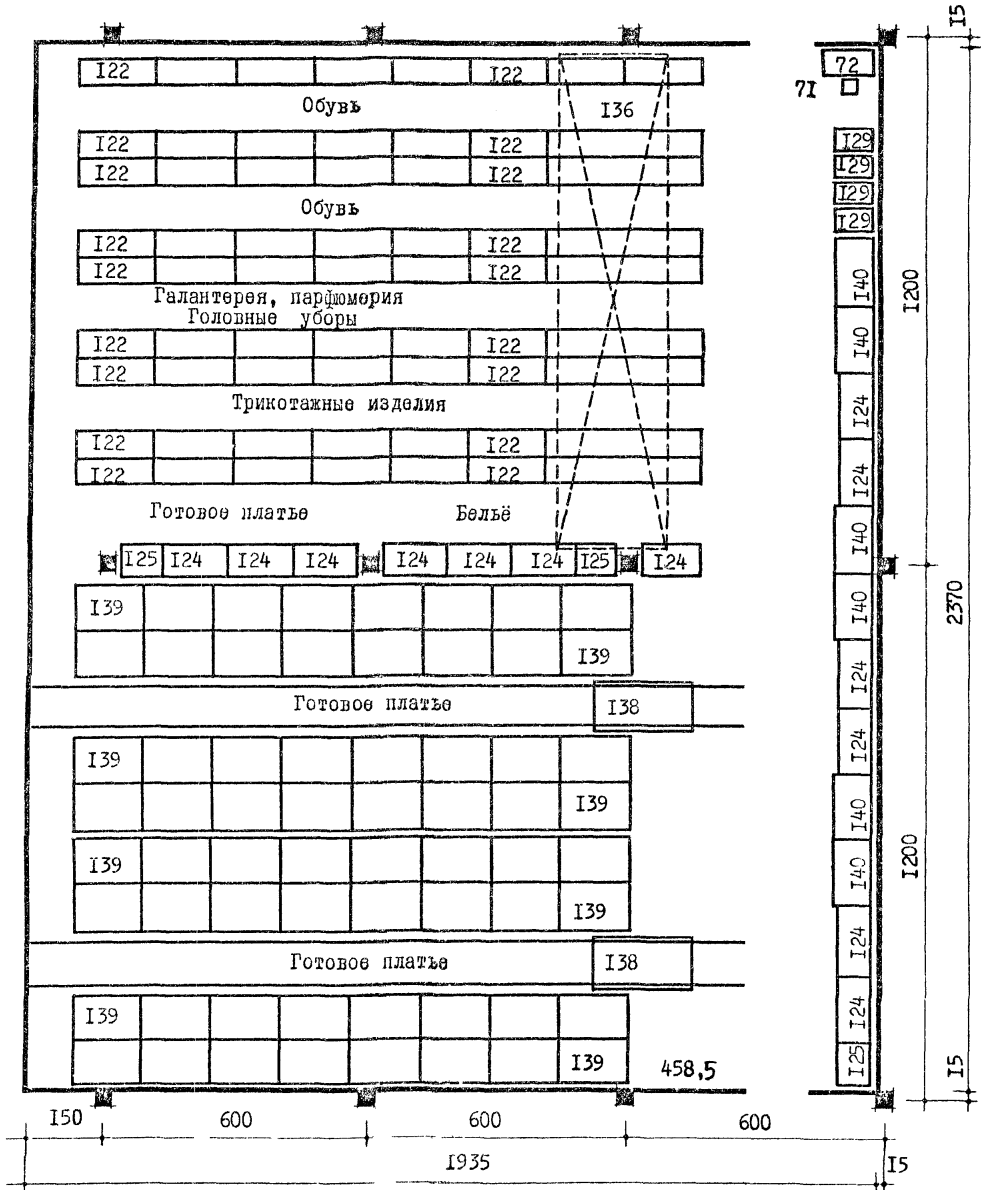 I5
I22 I22 72
7I
Обувь I36
I22 I22 I29
I22 I22 I29
Обувь I29
I29
I22 I22
I22 I22
I40
I200
Галантерея, парфюмерия
Головные уборы
I22 I22 I40
I22 I22
Трикотажные изделия I24
I22 I22
I22 I22 I24
Готовое платье Бельё
I40
I25 I24 I24 I24 I24 I24 I24 I25 I24
I39 I40
2370
I39
I24
Готовое платье I38
I24
I39
I39 I40
I200
I39 I40
I39
I24
Готовое платье I38
I24
I39
I39 458,5 I25 I5
I50 600 600 600
I935 I5